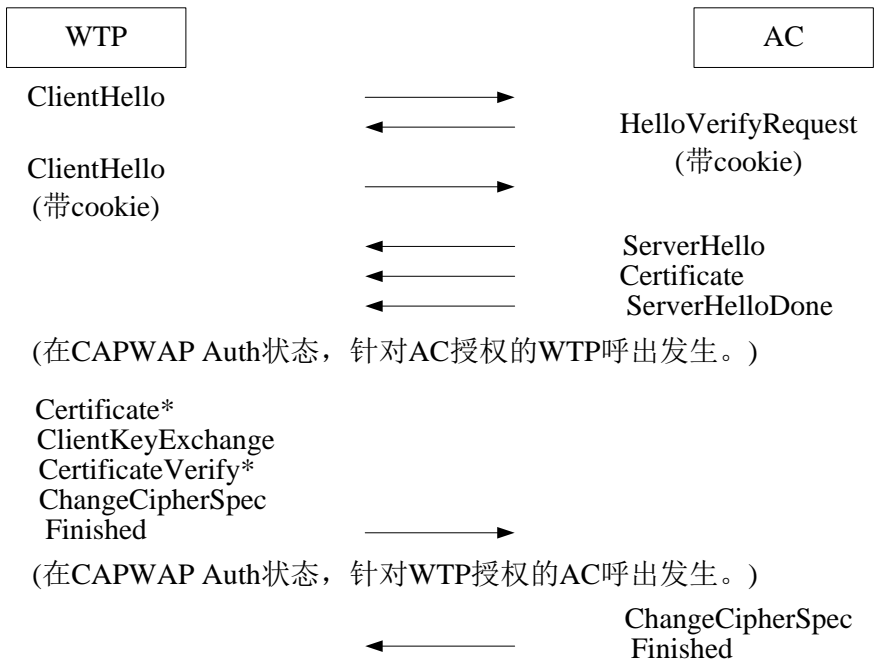 WTP
AC
ClientHello
HelloVerifyRequest
(带cookie)
ClientHello
(带cookie)
ServerHello
Certificate
ServerHelloDone
(在CAPWAP Auth状态，针对AC授权的WTP呼出发生。)
Certificate*
ClientKeyExchange
CertificateVerify*
ChangeCipherSpec
Finished
(在CAPWAP Auth状态，针对WTP授权的AC呼出发生。)
ChangeCipherSpec
Finished